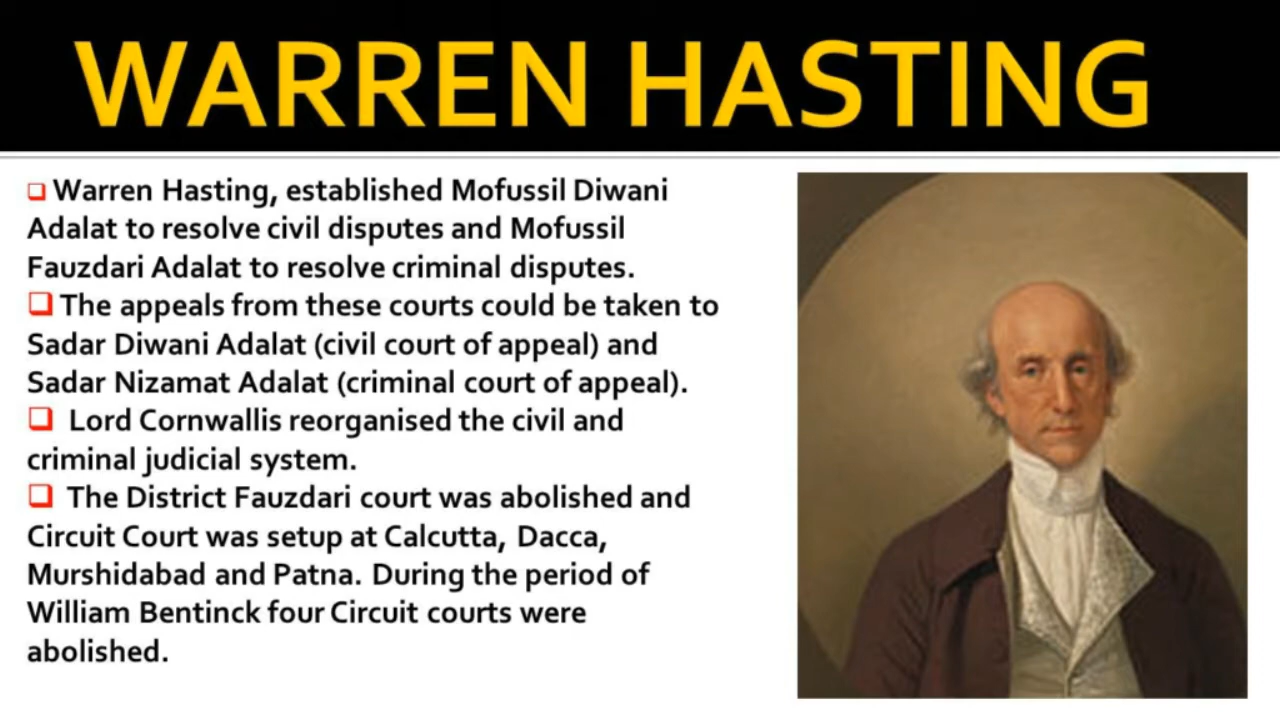 WARREN HASTING
❑ Warren Hasting, established Mofussil Diwani
Adalat to resolve civil disputes and Mofussil
Fauzdari Adalat to resolve criminal disputes.
❑ The appeals from these courts could be taken to
Sadar Diwani Adalat (civil court of appeal) and
Sadar Nizamat Adalat (criminal court of appeal).
❑ Lord Cornwallis reorganised the civil and
criminal judicial system.
❑ The District Fauzdari court was abolished and
Circuit Court was setup at Calcutta, Dacca,
Murshidabad and Patna. During the period of
William Bentinck four Circuit courts were
abolished.